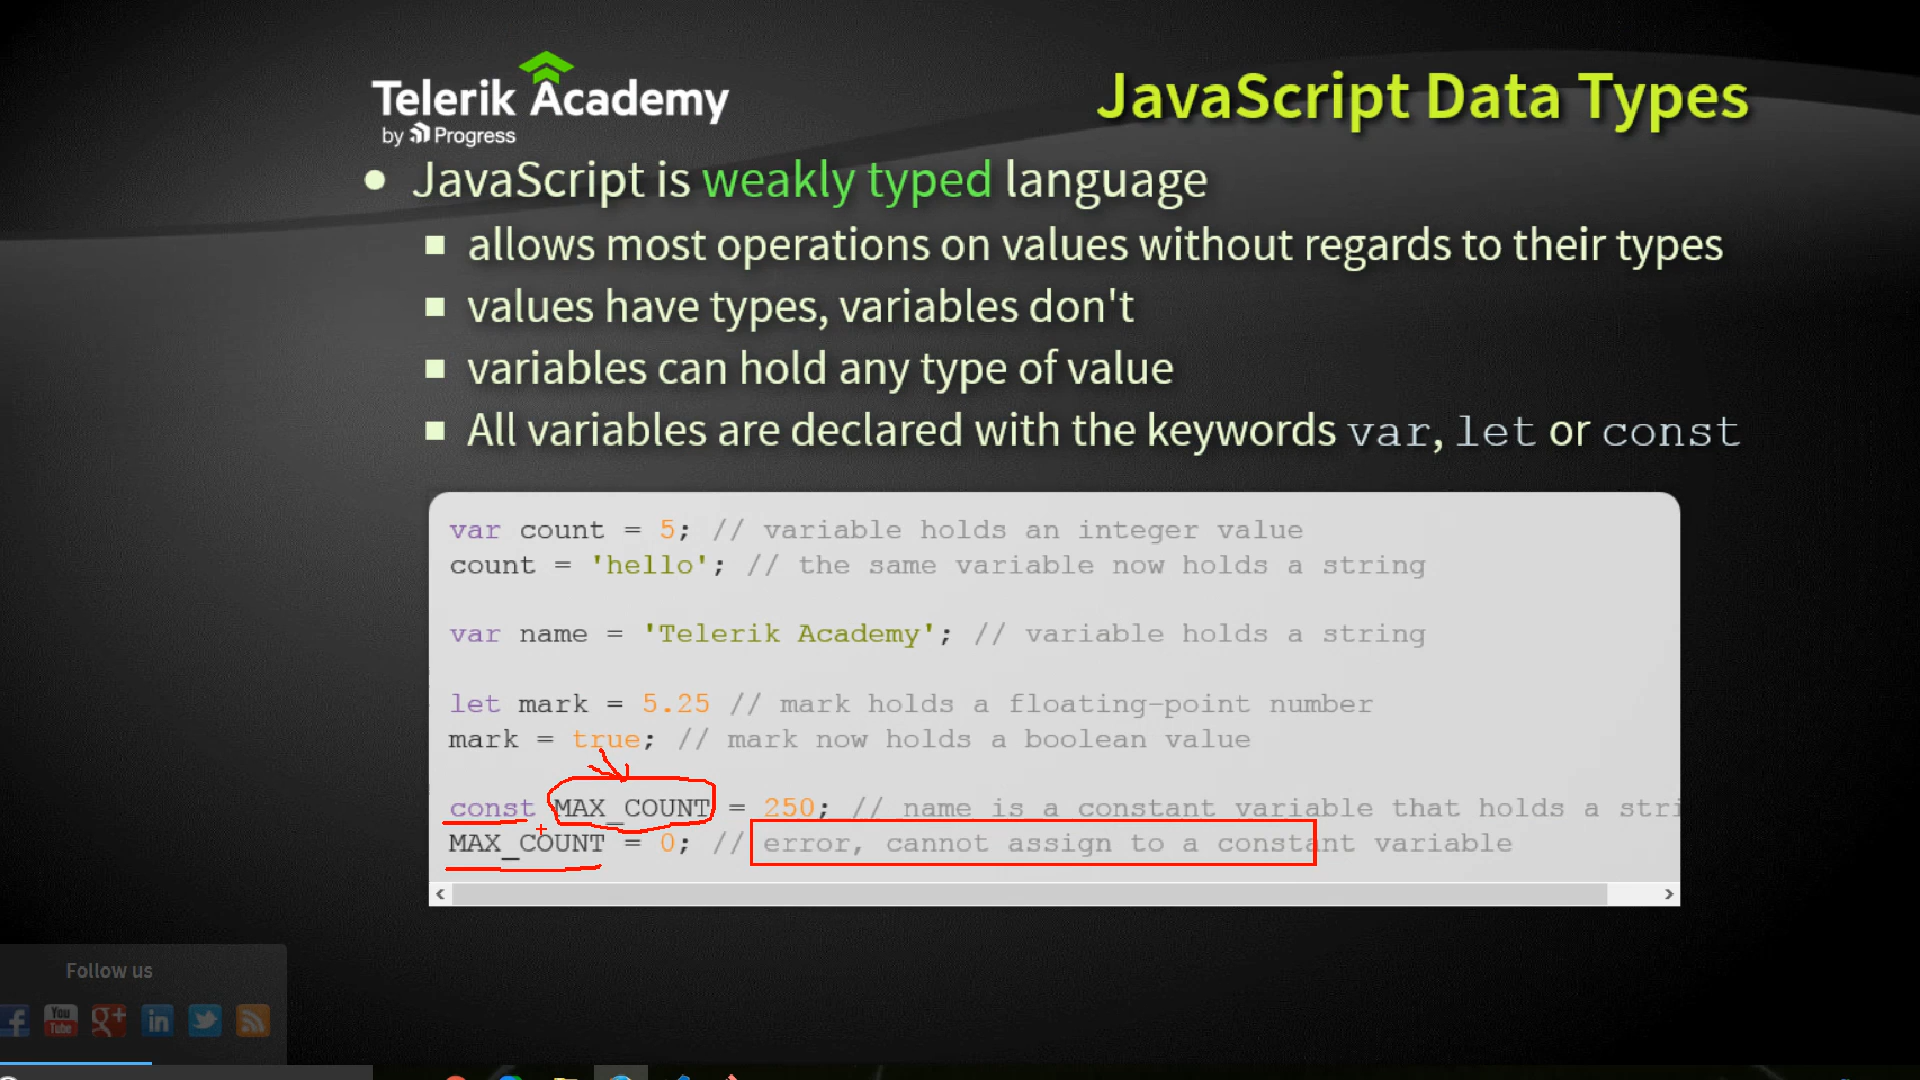 Telerik Academy
by Progress
JavaScript Data Types
JavaScript is weakly typed language
allows most operations on values without regards to their types
values have types, variables don't
variables can hold any type of value
All variables are declared with the keywords var, let or const
var count = 5; // variable holds an integer value
count = 'hello'; // the same variable now holds a string
var name = 'Telerik Academy'; // variable holds a string
let mark = 5.25 // mark holds a floating-point number
mark = true; // mark now holds a boolean value
const MAX_COUNT = 250; // name is a constant variable that holds a stri
MAX_COUNT = 0; // error, cannot assign to a constant variable
Follow us
You
Tube